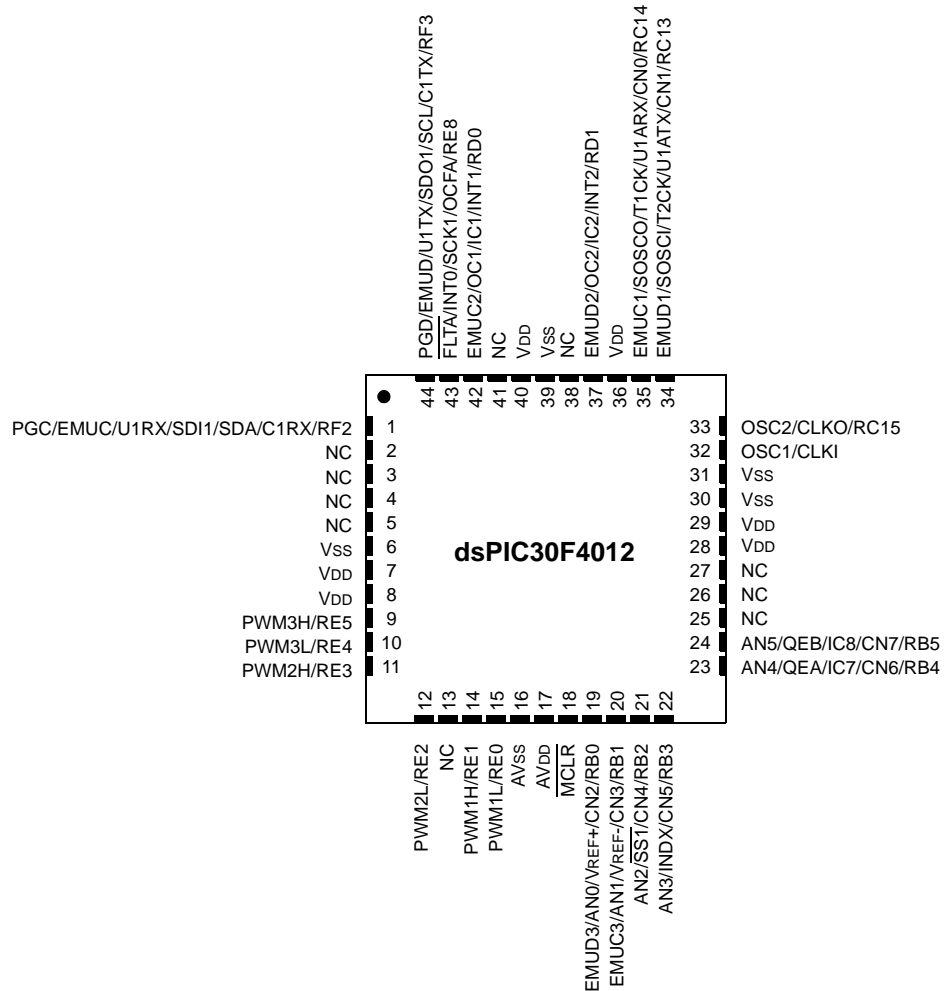 PGD/EMUD/U1TX/SDO1/SCL/C1TX/RF3
FLTA/INT0/SCK1/OCFA/RE8
EMUC2/OC1/IC1/INT1/RD0
NC
VDD
VSS
NC
EMUD2/OC2/IC2/INT2/RD1
VDD
EMUC1/SOSCO/T1CK/U1ARX/CN0/RC14
EMUD1/SOSCI/T2CK/U1ATX/CN1/RC13
44
43
42
41
40
39
38
37
36
35
34
PGC/EMUC/U1RX/SDI1/SDA/C1RX/RF2 1
NC 2
NC 3
NC 4
NC 5
VSS 6
VDD 7
VDD 8
PWM3H/RE5 9
PWM3L/RE4 10
PWM2H/RE3 11
dsPIC30F4012
33 OSC2/CLKO/RC15
32 OSC1/CLKI
31 VSS
30 VSS
29 VDD
28 VDD
27 NC
26 NC
25 NC
24 AN5/QEB/IC8/CN7/RB5
23 AN4/QEA/IC7/CN6/RB4
12
13
14
15
16
17
18
19
20
21
22
PWM2L/RE2
NC
PWM1H/RE1
PWM1L/RE0
AVSS
AVDD
MCLR
EMUD3/AN0/VREF+/CN2/RB0
EMUC3/AN1/VREF-/CN3/RB1
AN2/SS1/CN4/RB2
AN3/INDX/CN5/RB3